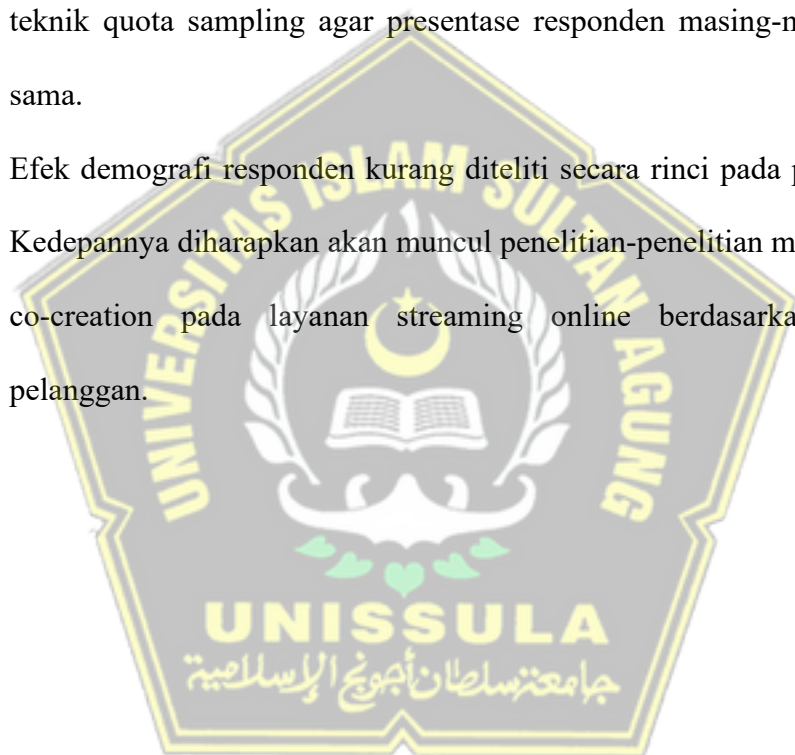 teknik quota sampling agar presentase responden masing-m
sama.
Efek demografi responden kurang diteliti secara rinci pada p
Kedepannya diharapkan akan muncul penelitian-penelitian m
co-creation pada layanan streaming online berdasarka
pelanggan.
UNIVERSITAS ISLAM SULTAN AGUNG
UNISSULA
جامعة سلطان أجونج الإسلامية